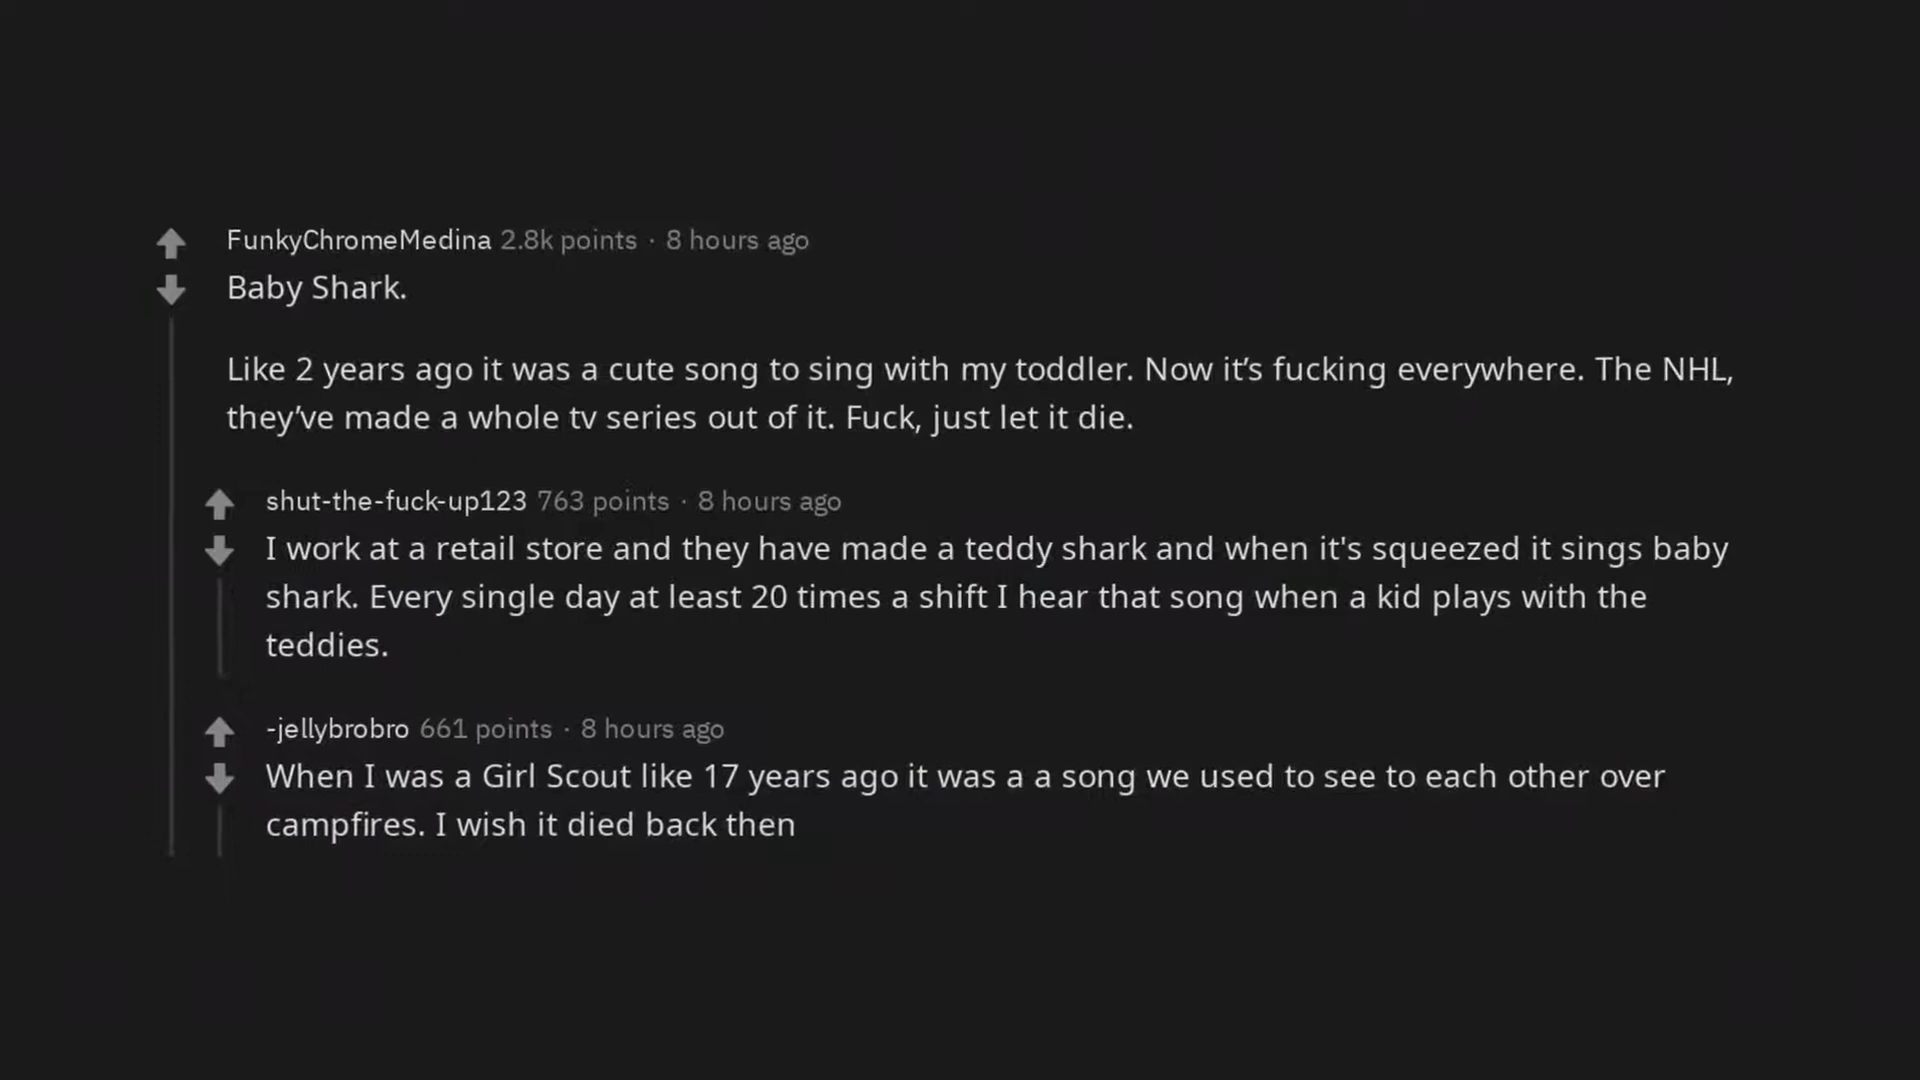 FunkyChromeMedina 2.8k points · 8 hours ago
Baby Shark.
Like 2 years ago it was a cute song to sing with my toddler. Now it’s fucking everywhere. The NHL,
they’ve made a whole tv series out of it. Fuck, just let it die.
shut-the-fuck-up123 763 points · 8 hours ago
I work at a retail store and they have made a teddy shark and when it's squeezed it sings baby
shark. Every single day at least 20 times a shift I hear that song when a kid plays with the
teddies.
-jellybrobro 661 points · 8 hours ago
When I was a Girl Scout like 17 years ago it was a a song we used to see to each other over
campfires. I wish it died back then